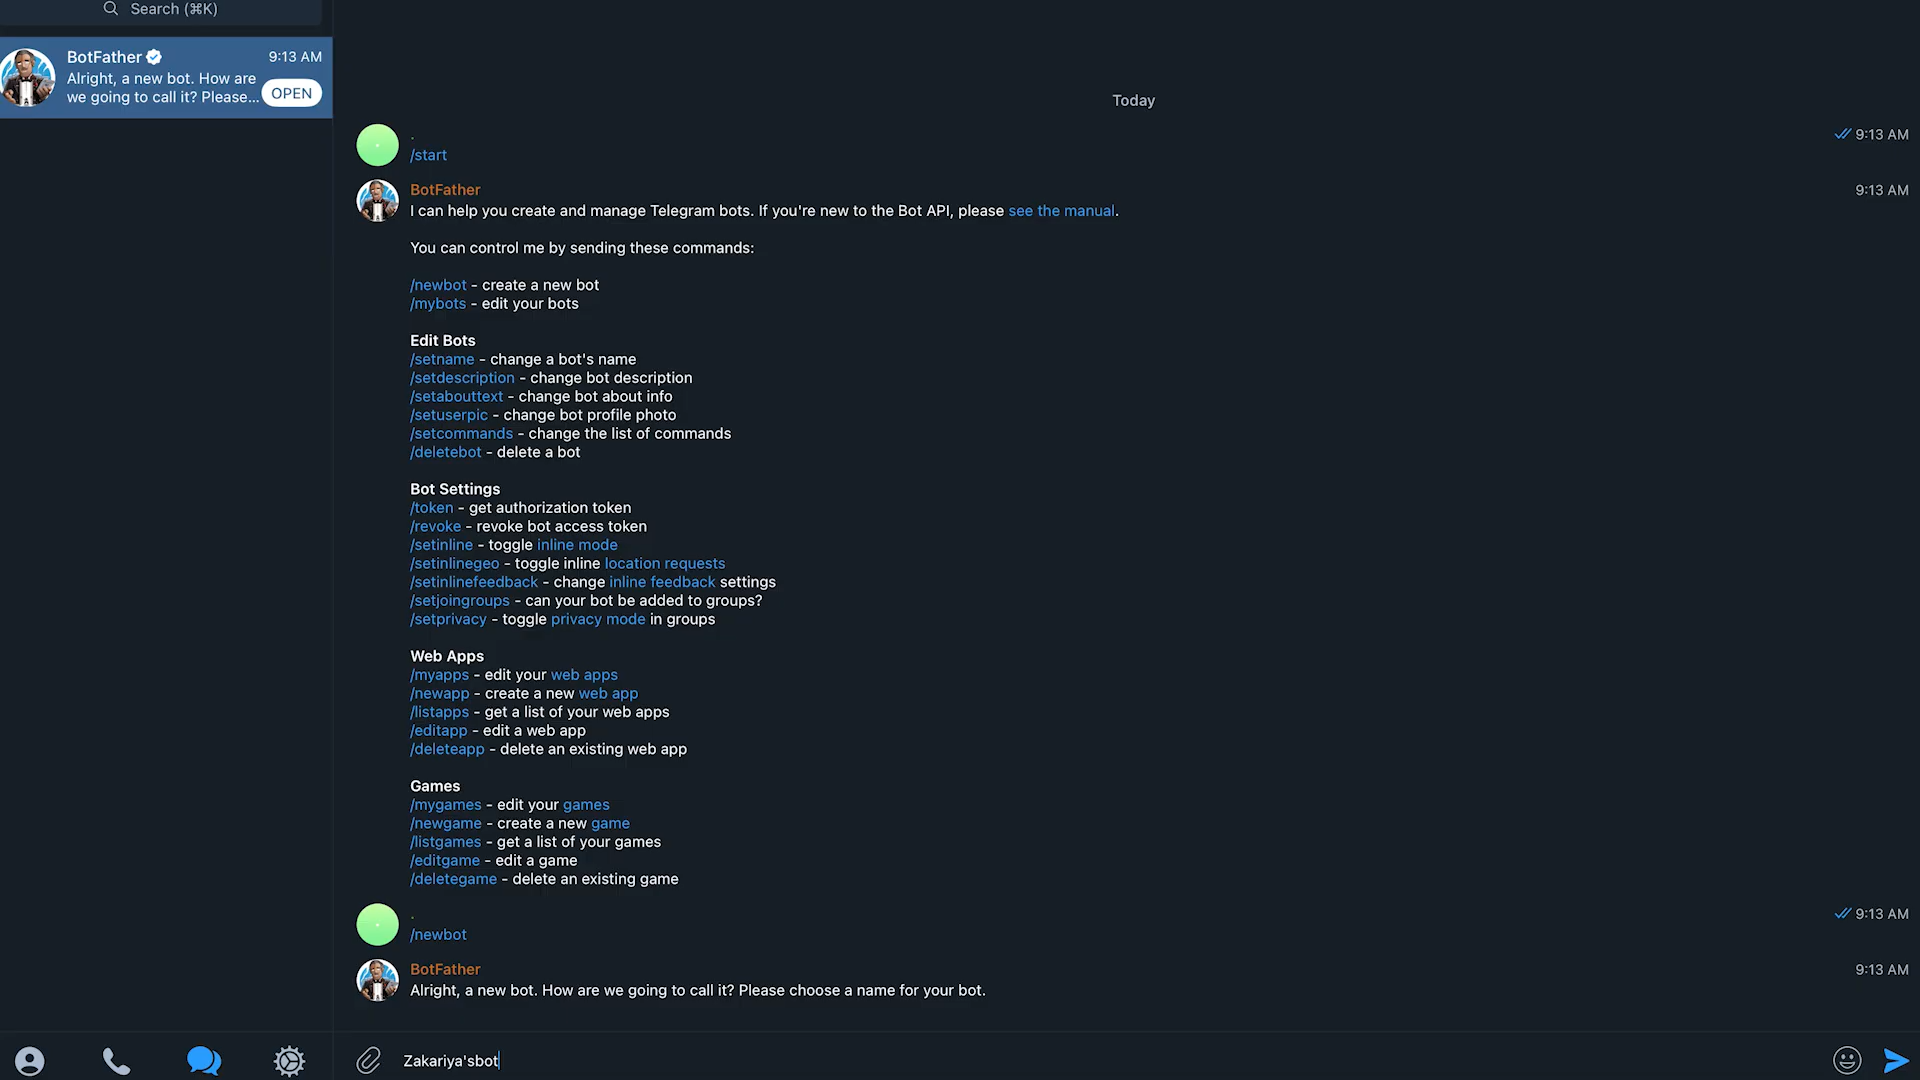 Search (⌘K)
BotFather
9:13 AM
Alright, a new bot. How are
we going to call it? Please...
OPEN
Today
.
9:13 AM
/start
BotFather
9:13 AM
I can help you create and manage Telegram bots. If you're new to the Bot API, please see the manual.
You can control me by sending these commands:
/newbot - create a new bot
/mybots - edit your bots
Edit Bots
/setname - change a bot's name
/setdescription - change bot description
/setabouttext - change bot about info
/setuserpic - change bot profile photo
/setcommands - change the list of commands
/deletebot - delete a bot
Bot Settings
/token - get authorization token
/revoke - revoke bot access token
/setinline - toggle inline mode
/setinlinegeo - toggle inline location requests
/setinlinefeedback - change inline feedback settings
/setjoingroups - can your bot be added to groups?
/setprivacy - toggle privacy mode in groups
Web Apps
/myapps - edit your web apps
/newapp - create a new web app
/listapps - get a list of your web apps
/editapp - edit a web app
/deleteapp - delete an existing web app
Games
/mygames - edit your games
/newgame - create a new game
/listgames - get a list of your games
/editgame - edit a game
/deletegame - delete an existing game
.
9:13 AM
/newbot
BotFather
9:13 AM
Alright, a new bot. How are we going to call it? Please choose a name for your bot.
Zakariya'sbot